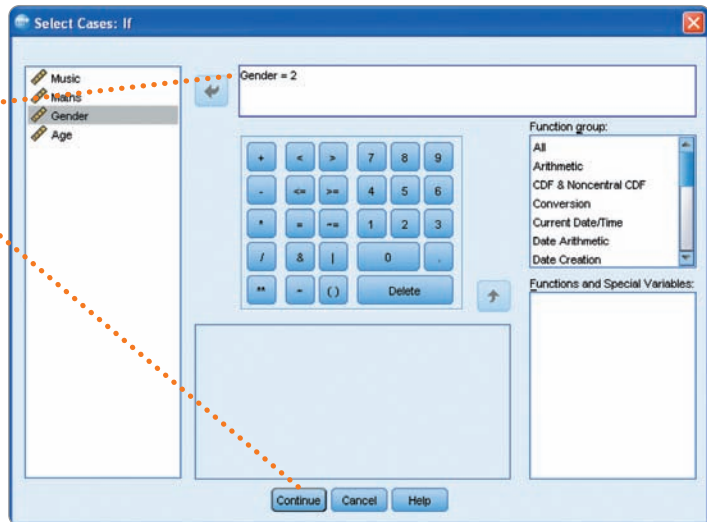 Select Cases: If
Music
Maths
Gender
Age
Gender = 2
+ < > 7 8 9
- <= >= 4 5 6
* = ~= 1 2 3
/ & | 0 .
** ~ ( ) Delete
Function group:
All
Arithmetic
CDF & Noncentral CDF
Conversion
Current Date/Time
Date Arithmetic
Date Creation
Functions and Special Variables:
Continue Cancel Help